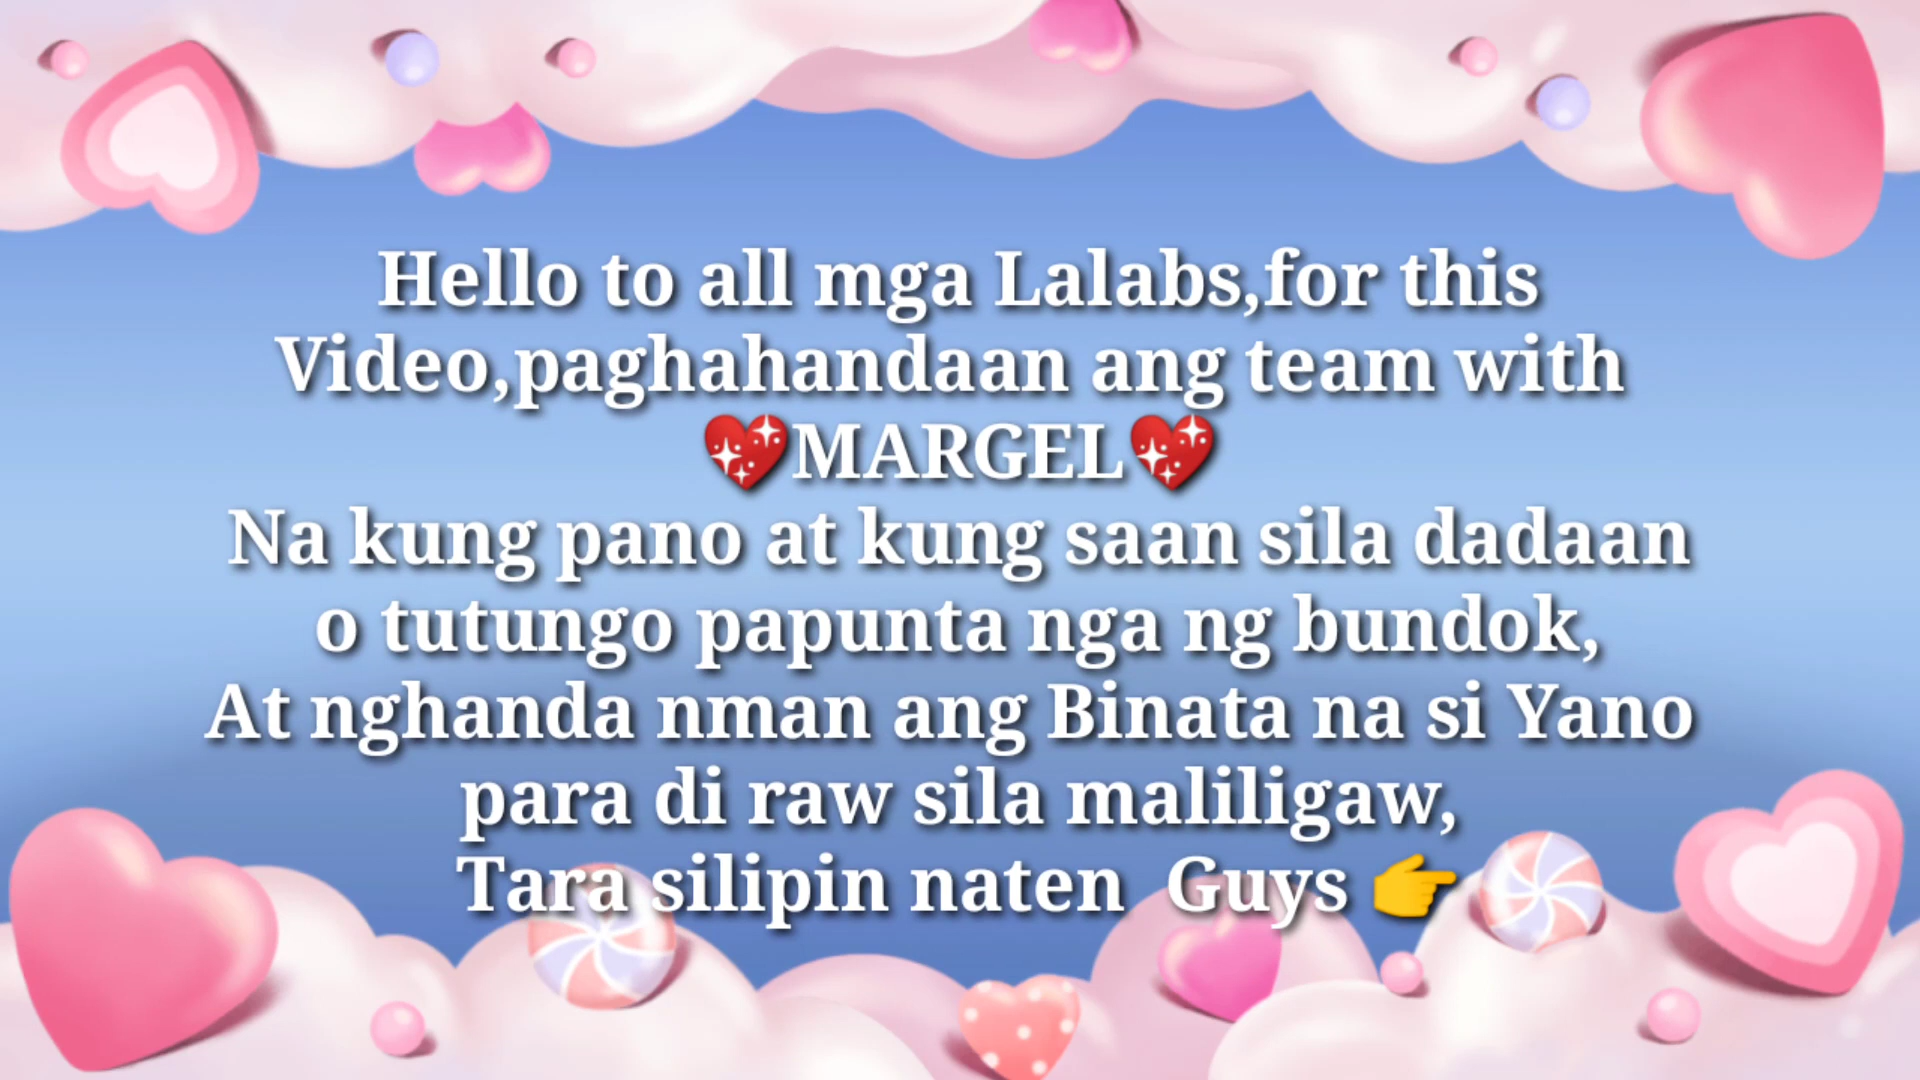 Hello to all mga Lalabs,for this
Video,paghahandaan ang team with
💖MARGEL💖
Na kung pano at kung saan sila dadaan
o tutungo papunta nga ng bundok,
At nghanda nman ang Binata na si Yano
para di raw sila maliligaw,
Tara silipin naten  Guys 👉